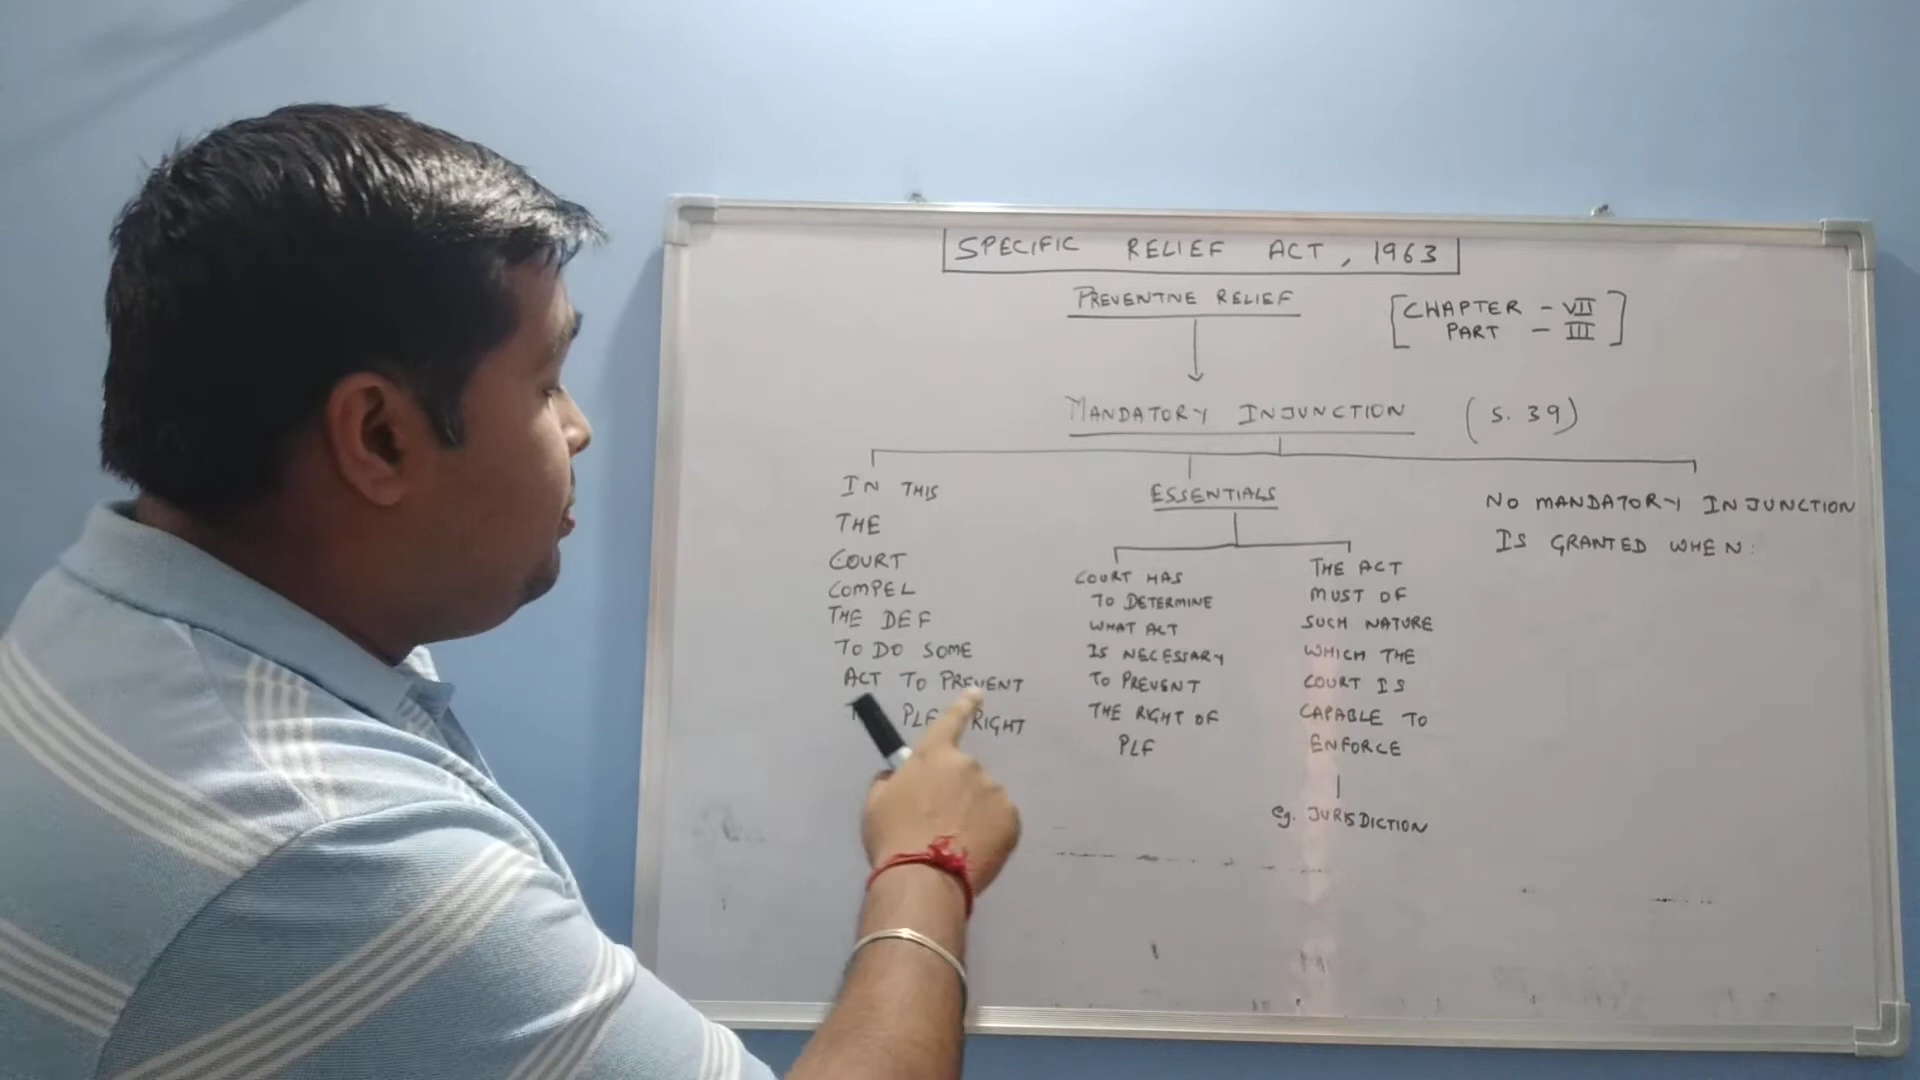 SPECIFIC RELIEF ACT, 1963
PREVENTIVE RELIEF
[CHAPTER - VII
PART - III]
MANDATORY INJUNCTION (S. 39)
IN THIS
THE
COURT
COMPEL
THE DEF
TO DO SOME
ACT TO PREVENT
PLF RIGHT
ESSENTIALS
COURT HAS
TO DETERMINE
WHAT ACT
IS NECESSARY
TO PREVENT
THE RIGHT OF
PLF
THE ACT
MUST OF
SUCH NATURE
WHICH THE
COURT IS
CAPABLE TO
ENFORCE
eg. JURISDICTION
NO MANDATORY INJUNCTION
IS GRANTED WHEN: